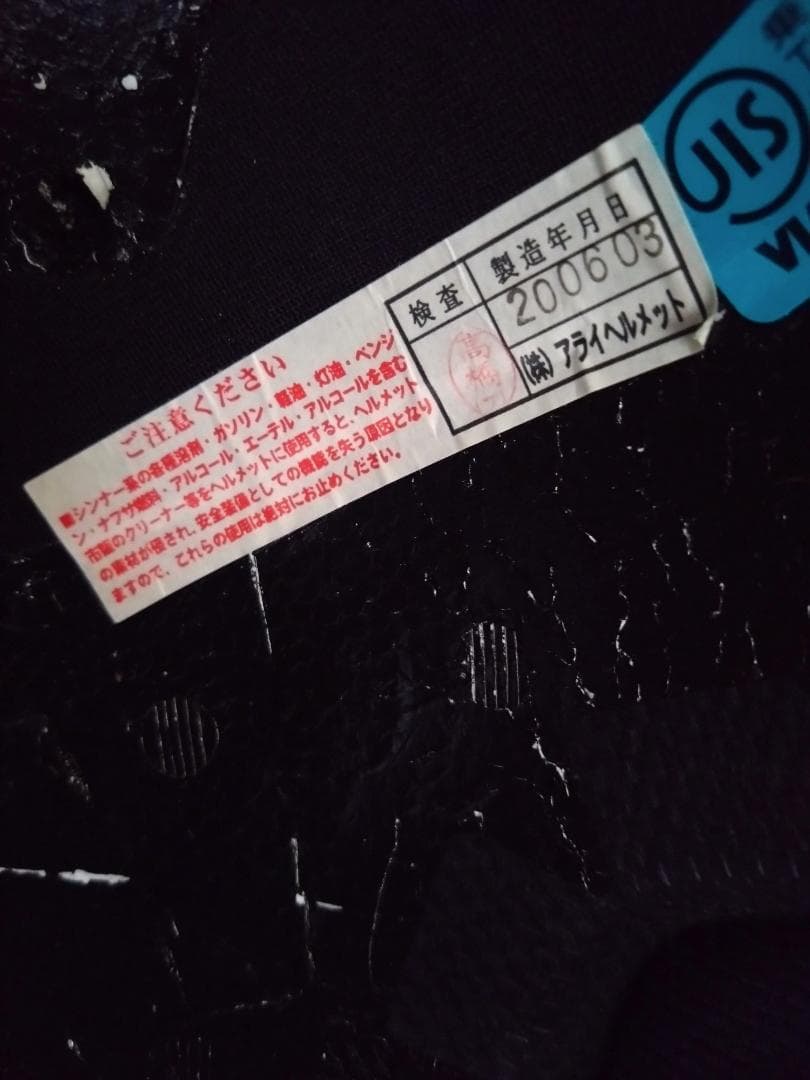 JIS
検査
製造年月日
200603
高橋
(株)アライヘルメット
ご注意ください
■シンナー系の各種溶剤・ガソリン・軽油・灯油・ベンジ
ン・ナフサ類・アルコール・エーテル・アルコールを含む
市販のクリーナー等をヘルメットに使用すると、ヘルメット
の素材が侵され、安全装備としての機能を失う原因となり
ますので、これらの使用は絶対にお止めください。